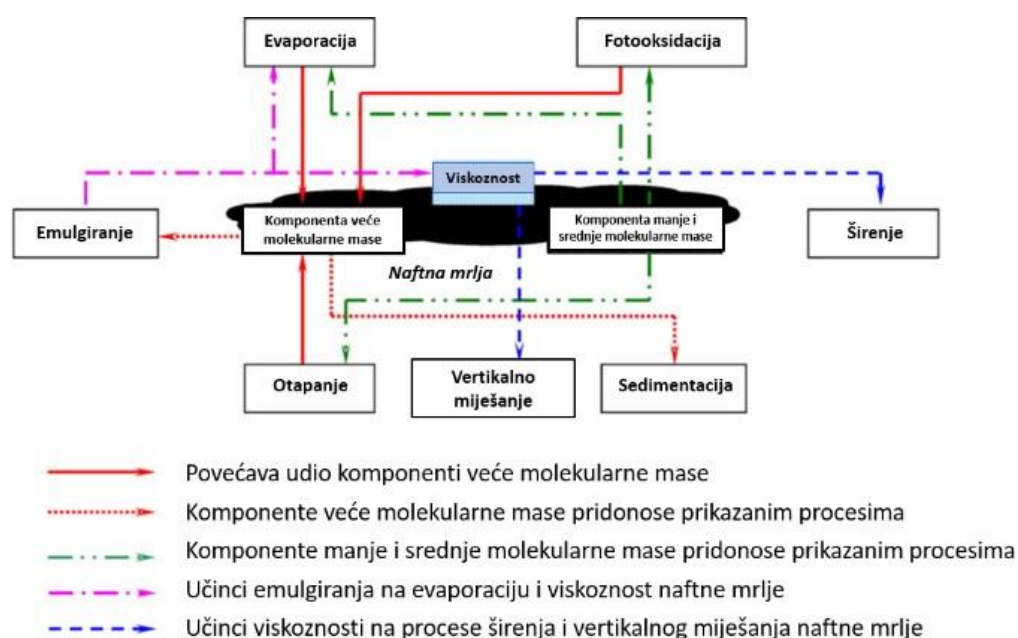 Evaporacija
Fotooksidacija
Viskoznost
Emulgiranje
Komponenta veće
molekularne mase
Komponenta manje i
srednje molekularne mase
Širenje
Naftna mrlja
Otapanje
Vertikalno
miješanje
Sedimentacija
Povećava udio komponenti veće molekularne mase
Komponente veće molekularne mase pridonose prikazanim procesima
Komponente manje i srednje molekularne mase pridonose prikazanim procesima
Učinci emulgiranja na evaporaciju i viskoznost naftne mrlje
Učinci viskoznosti na procese širenja i vertikalnog miješanja naftne mrlje